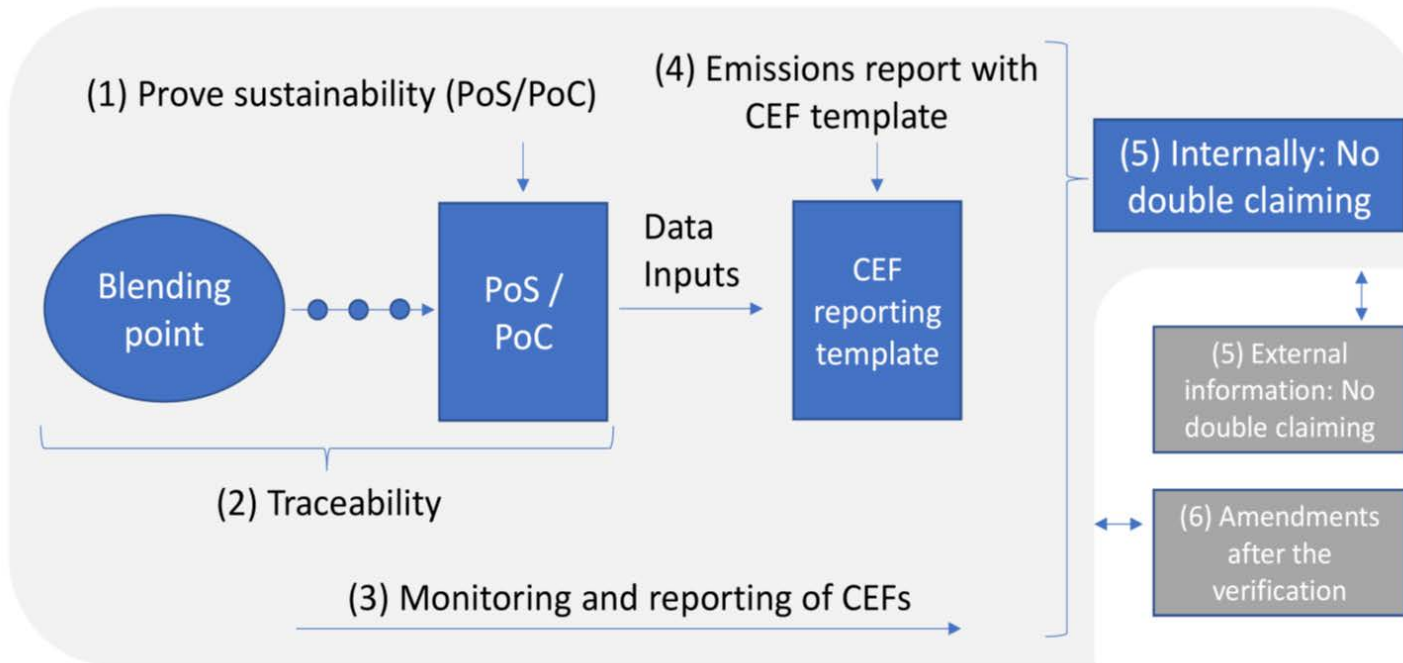 (1) Prove sustainability (PoS/PoC)
(4) Emissions report with
CEF template
(5) Internally: No
double claiming
Blending
point
PoS /
PoC
Data
Inputs
CEF
reporting
template
(5) External
information: No
double claiming
(2) Traceability
(6) Amendments
after the
verification
(3) Monitoring and reporting of CEFs